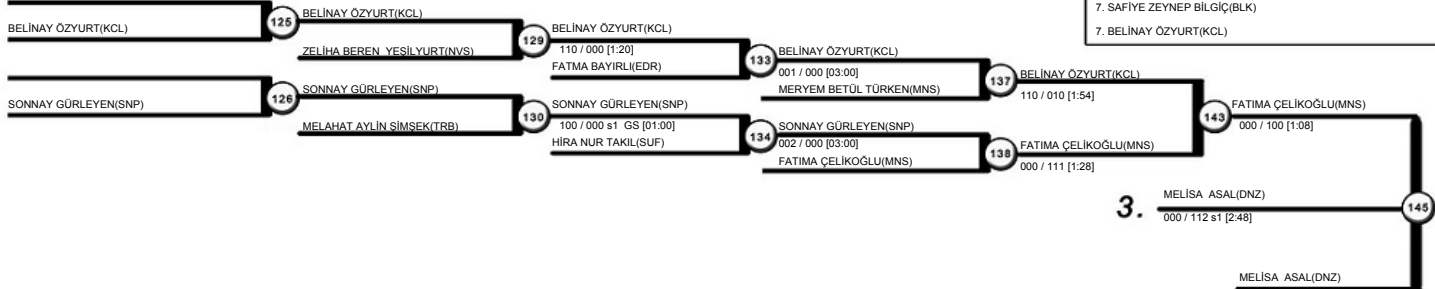 7. SAFİYE ZEYNEP BİLGİÇ(BLK)
7. BELİNAY ÖZYURT(KCL)
BELİNAY ÖZYURT(KCL)
125
BELİNAY ÖZYURT(KCL)
ZELİHA BEREN YEŞİLYURT(NVS)
129
BELİNAY ÖZYURT(KCL)
110 / 000 [1:20]
FATMA BAYIRLI(EDR)
133
BELİNAY ÖZYURT(KCL)
001 / 000 [03:00]
MERYEM BETÜL TÜRKEN(MNS)
137
BELİNAY ÖZYURT(KCL)
110 / 010 [1:54]
SONNAY GÜRLEYEN(SNP)
126
SONNAY GÜRLEYEN(SNP)
MELAHAT AYLİN ŞİMŞEK(TRB)
130
SONNAY GÜRLEYEN(SNP)
100 / 000 s1 GS [01:00]
HİRA NUR TAKIL(SUF)
134
SONNAY GÜRLEYEN(SNP)
002 / 000 [03:00]
FATIMA ÇELİKOĞLU(MNS)
138
FATIMA ÇELİKOĞLU(MNS)
000 / 111 [1:28]
143
FATIMA ÇELİKOĞLU(MNS)
000 / 100 [1:08]
3. MELİSA ASAL(DNZ)
000 / 112 s1 [2:48]
145
MELİSA ASAL(DNZ)